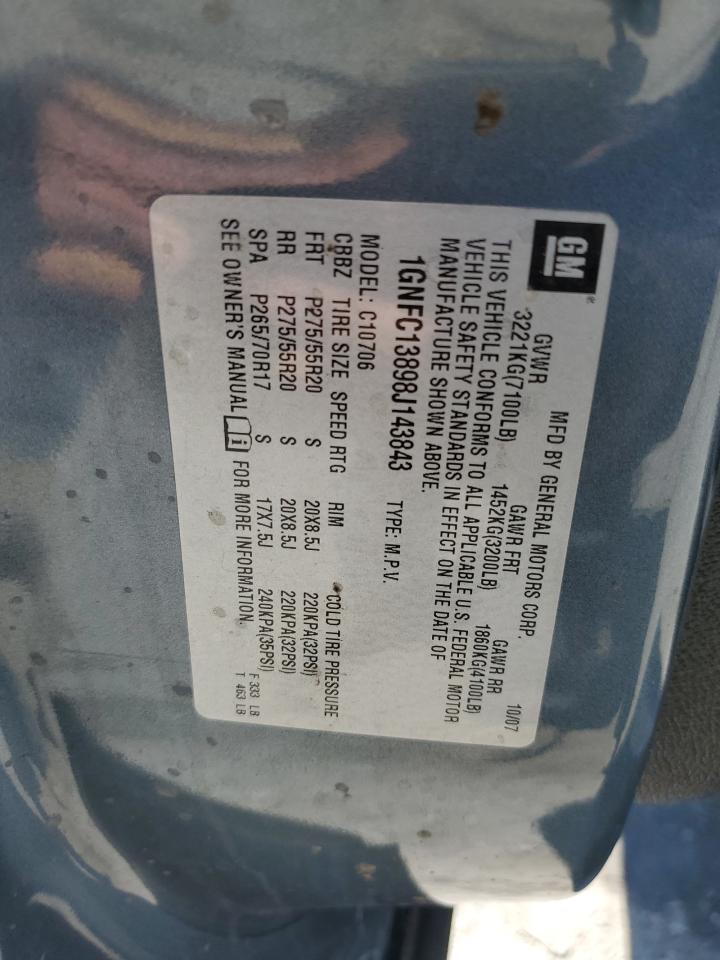 GM®
MFD BY GENERAL MOTORS CORP. 10/07
GVWR GAWR FRT GAWR RR
3221KG(7100LB) 1452KG(3200LB) 1860KG(4100LB)
THIS VEHICLE CONFORMS TO ALL APPLICABLE U.S. FEDERAL MOTOR
VEHICLE SAFETY STANDARDS IN EFFECT ON THE DATE OF
MANUFACTURE SHOWN ABOVE.
1GNFC13898J143843 TYPE: M.P.V.
MODEL: C10706
CBBZ TIRE SIZE SPEED RTG RIM COLD TIRE PRESSURE
FRT P275/55R20 S 20X8.5J 220KPA(32PSI)
RR P275/55R20 S 20X8.5J 220KPA(32PSI)
SPA P265/70R17 S 17X7.5J 240KPA(35PSI)
SEE OWNER'S MANUAL i FOR MORE INFORMATION.
F 333 LB
T 463 LB